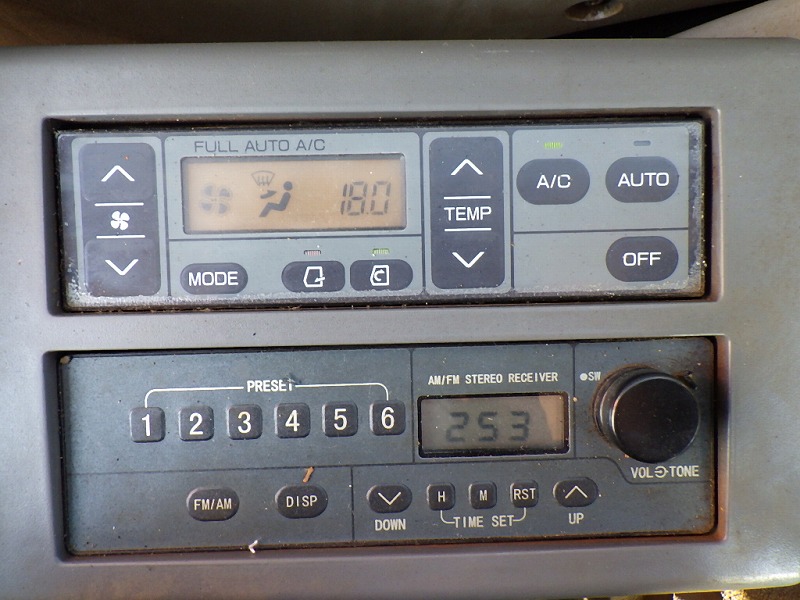 FULL AUTO A/C
18.0
TEMP
A/C
AUTO
MODE
OFF
PRESET
1 2 3 4 5 6
AM/FM STEREO RECEIVER
253
SW
VOL TONE
FM/AM
DISP
DOWN
H
M
RST
TIME SET
UP